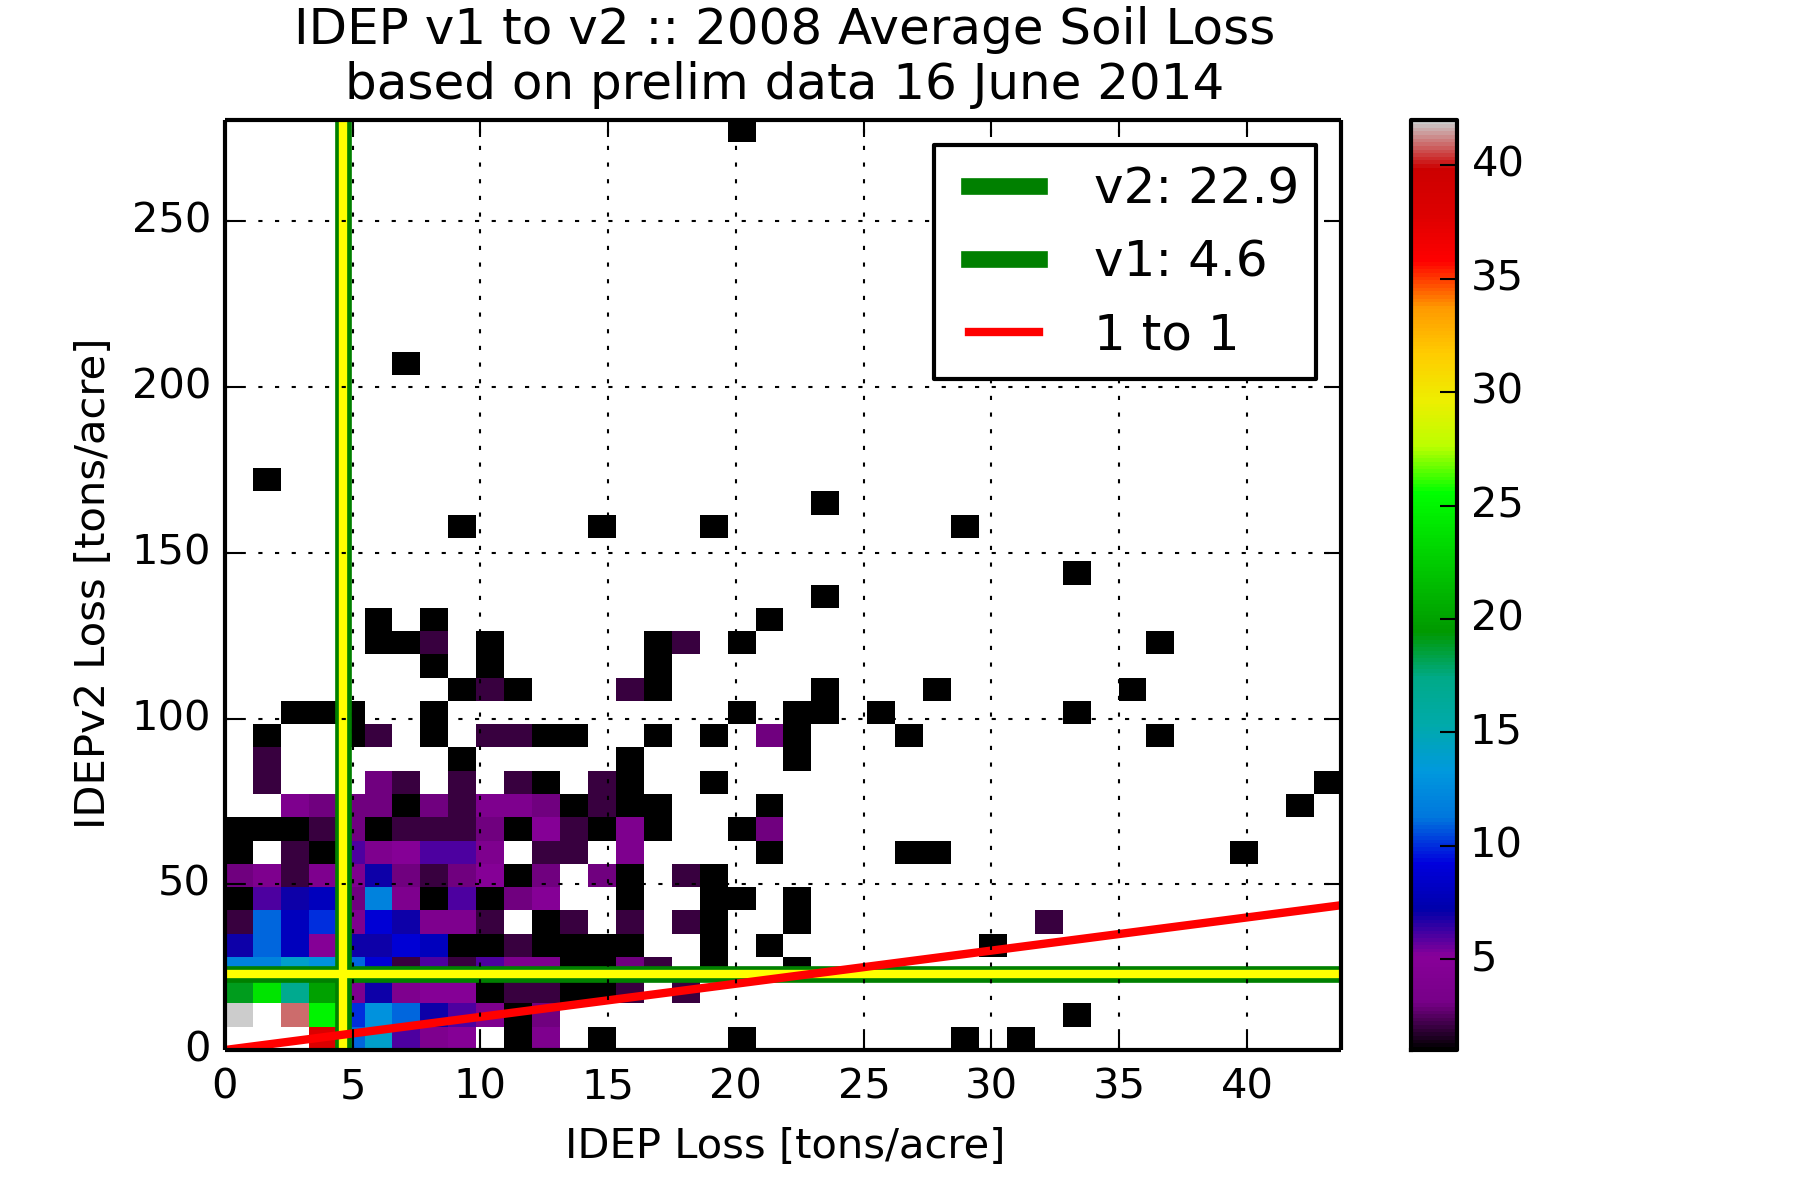 IDEP v1 to v2 :: 2008 Average Soil Loss
based on prelim data 16 June 2014
v2: 22.9
v1: 4.6
1 to 1
IDEPv2 Loss [tons/acre]
250
200
150
100
50
0
0 5 10 15 20 25 30 35 40
IDEP Loss [tons/acre]
40
35
30
25
20
15
10
5